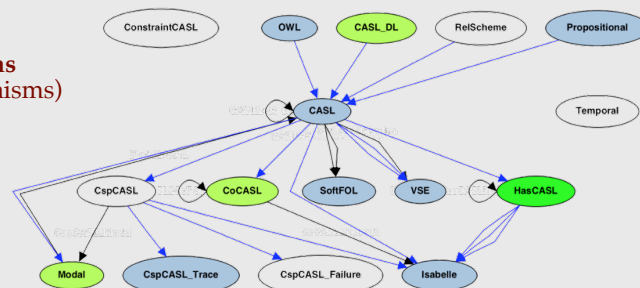 ConstraintCASL
OWL
CASL_DL
RelScheme
Propositional
ns
nisms)
Temporal
CASL
CspCASL
CoCASL
SoftFOL
VSE
HasCASL
Modal
CspCASL_Trace
CspCASL_Failure
Isabelle